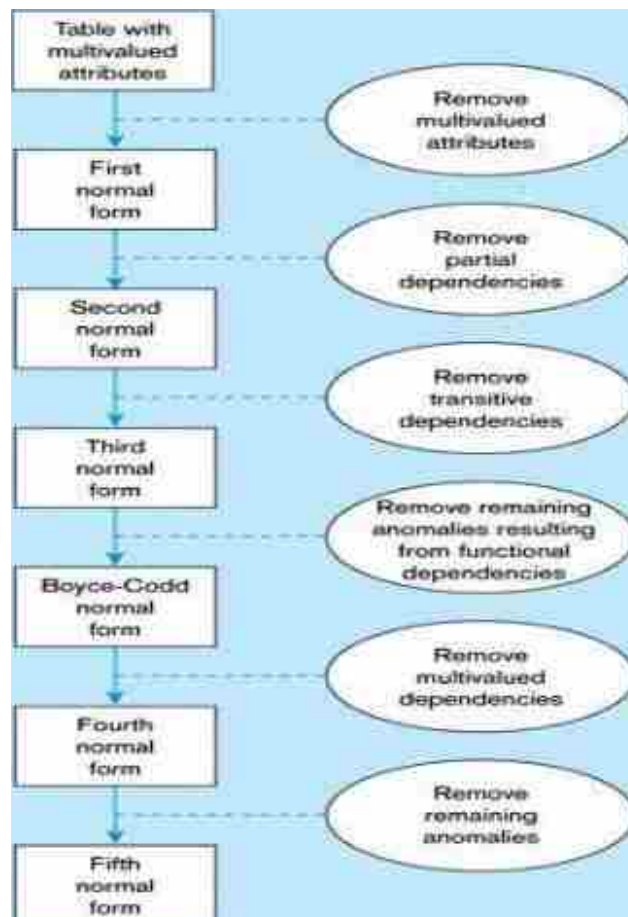 Table with
multivalued
attributes
Remove
multivalued
attributes
First
normal
form
Remove
partial
dependencies
Second
normal
form
Remove
transitive
dependencies
Third
normal
form
Remove remaining
anomalies resulting
from functional
dependencies
Boyce-Codd
normal
form
Remove
multivalued
dependencies
Fourth
normal
form
Remove
remaining
anomalies
Fifth
normal
form